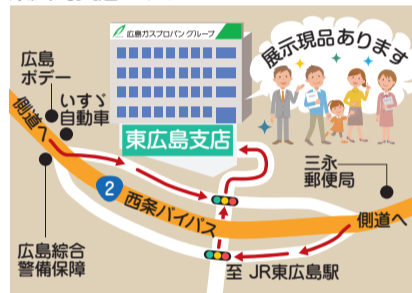 広島ガスプロパングループ
展示現品あります
広島
ボデー
いすゞ
自動車
側道へ
東広島支店
三永
郵便局
2
西条バイパス
側道へ
広島綜合
警備保障
至 JR東広島駅